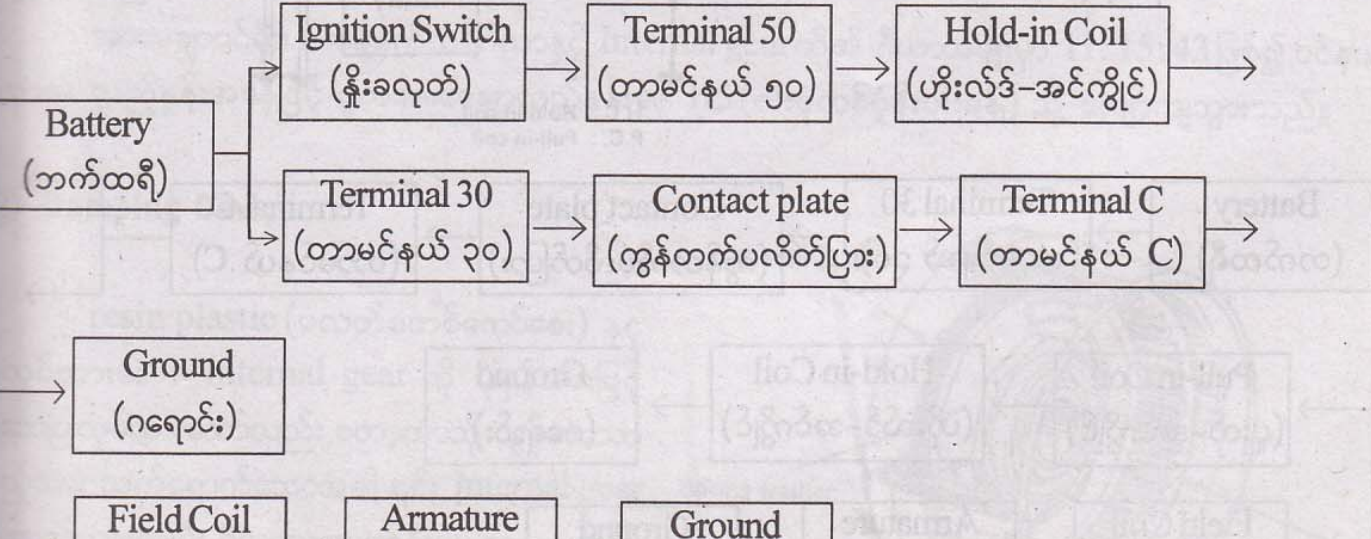 Ignition Switch
(နှိုးခလုတ်)
Terminal 50
(တာမင်နယ် ၅၀)
Hold-in Coil
(ဟိုးလ်ဒ်-အင်ကွိုင်)
Battery
(ဘက်ထရီ)
Terminal 30
(တာမင်နယ် ၃၀)
Contact plate
(ကွန်တက်ပလိတ်ပြား)
Terminal C
(တာမင်နယ် C)
Ground
(ဂရောင်း)
Field Coil
Armature
Ground